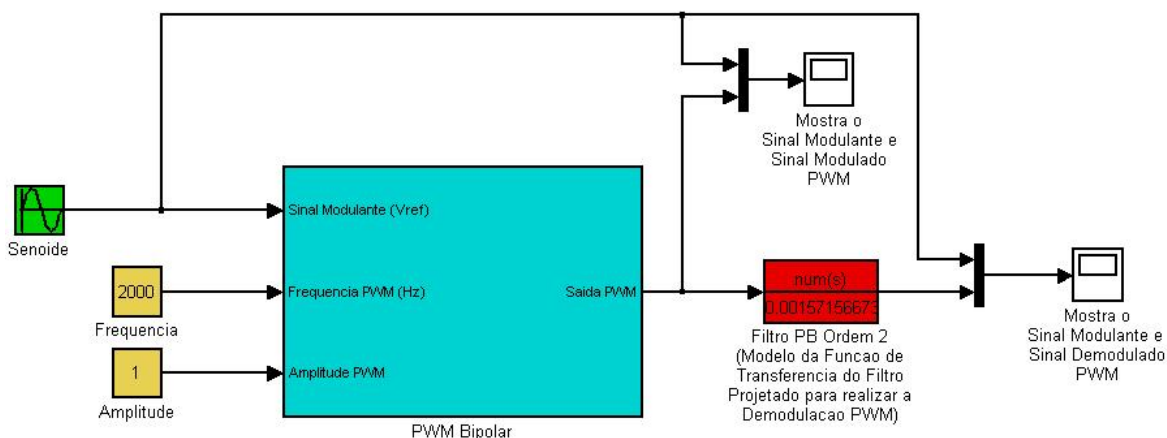 Mostra o
Sinal Modulante e
Sinal Modulado
PWM
Senoide
Sinal Modulante (Vref)
2000
Frequencia PWM (Hz)
Saida PWM
Frequencia
1
Amplitude PWM
Amplitude
PWM Bipolar
num(s)
0.00157156673
Filtro PB Ordem 2
(Modelo da Funcao de
Transferencia do Filtro
Projetado para realizar a
Demodulacao PWM)
Mostra o
Sinal Modulante e
Sinal Demodulado
PWM